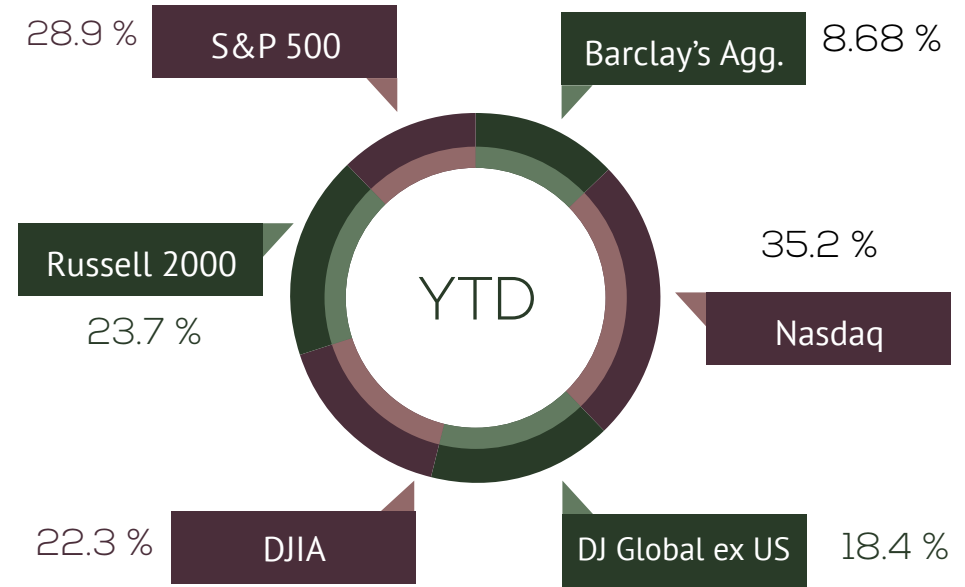 28.9 %
S&P 500
Barclay's Agg.
8.68 %
Russell 2000
23.7 %
YTD
35.2 %
Nasdaq
22.3 %
DJIA
DJ Global ex US
18.4 %